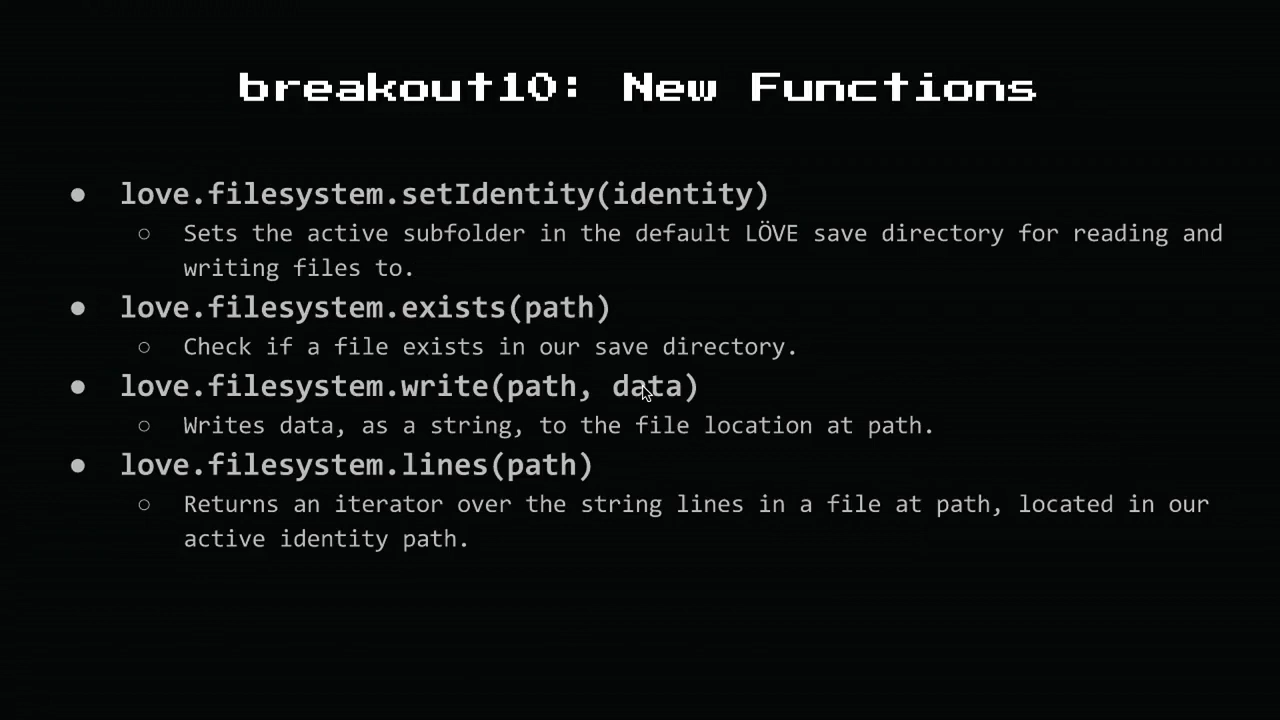 breakout10: New Functions
● love.filesystem.setIdentity(identity)
○ Sets the active subfolder in the default LÖVE save directory for reading and
writing files to.
● love.filesystem.exists(path)
○ Check if a file exists in our save directory.
● love.filesystem.write(path, data)
○ Writes data, as a string, to the file location at path.
● love.filesystem.lines(path)
○ Returns an iterator over the string lines in a file at path, located in our
active identity path.